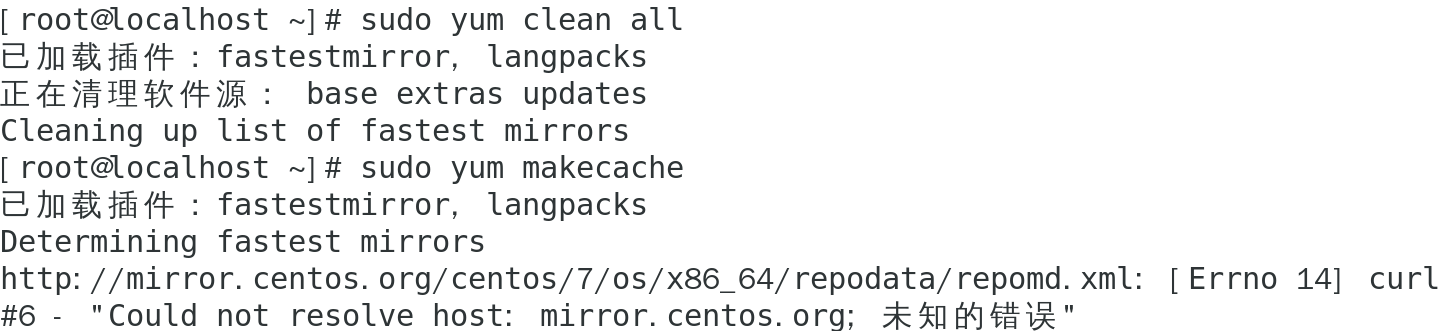 [root@localhost ~]# sudo yum clean all
已加载插件：fastestmirror, langpacks
正在清理软件源： base extras updates
Cleaning up list of fastest mirrors
[root@localhost ~]# sudo yum makecache
已加载插件：fastestmirror, langpacks
Determining fastest mirrors
http://mirror.centos.org/centos/7/os/x86_64/repodata/repomd.xml: [Errno 14] curl
#6 - "Could not resolve host: mirror.centos.org; 未知的错误"